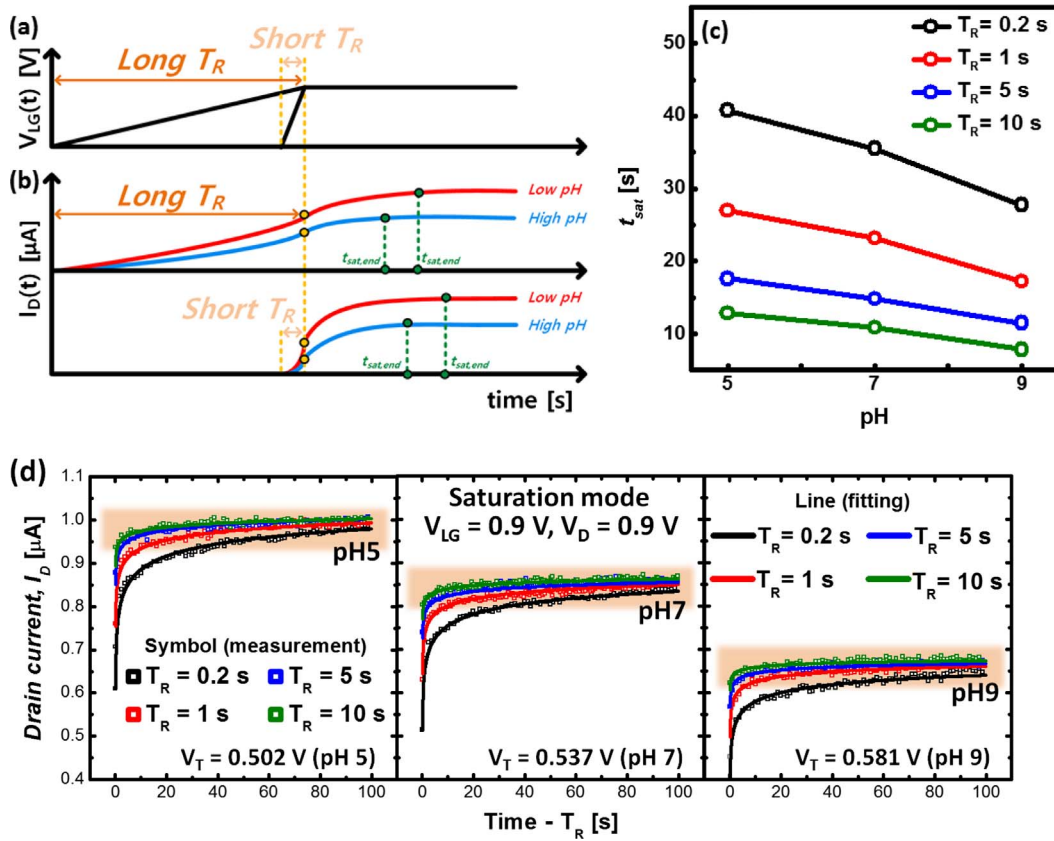 (a)
V_LG(t) [V]
Long T_R
Short T_R
(b)
I_D(t) [μA]
Long T_R
Low pH
High pH
t_sat,end
t_sat,end
Short T_R
Low pH
High pH
t_sat,end
t_sat,end
time [s]
(c)
T_R = 0.2 s
T_R = 1 s
T_R = 5 s
T_R = 10 s
t_sat [s]
50
40
30
20
10
5
7
9
pH
(d)
Drain current, I_D [μA]
1.1
1.0
0.9
0.8
0.7
0.6
0.5
0.4
pH5
Symbol (measurement)
T_R = 0.2 s
T_R = 5 s
T_R = 1 s
T_R = 10 s
V_T = 0.502 V (pH 5)
0 20 40 60 80 100
Saturation mode
V_LG = 0.9 V, V_D = 0.9 V
pH7
V_T = 0.537 V (pH 7)
0 20 40 60 80 100
Line (fitting)
T_R = 0.2 s
T_R = 5 s
T_R = 1 s
T_R = 10 s
pH9
V_T = 0.581 V (pH 9)
0 20 40 60 80 100
Time - T_R [s]